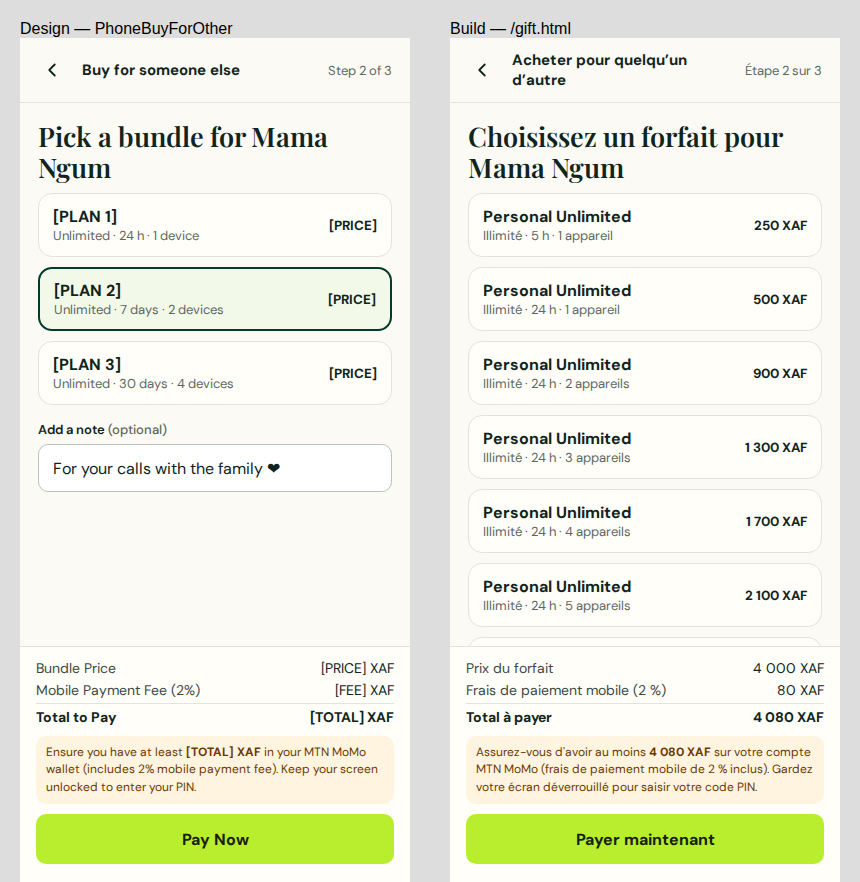 Design — PhoneBuyForOther
Buy for someone else
Step 2 of 3
Pick a bundle for Mama
Ngum
[PLAN 1]
Unlimited · 24 h · 1 device
[PRICE]
[PLAN 2]
Unlimited · 7 days · 2 devices
[PRICE]
[PLAN 3]
Unlimited · 30 days · 4 devices
[PRICE]
Add a note (optional)
For your calls with the family ❤
Bundle Price
[PRICE] XAF
Mobile Payment Fee (2%)
[FEE] XAF
Total to Pay
[TOTAL] XAF
Ensure you have at least [TOTAL] XAF in your MTN MoMo
wallet (includes 2% mobile payment fee). Keep your screen
unlocked to enter your PIN.
Pay Now
Build — /gift.html
Acheter pour quelqu’un
d’autre
Étape 2 sur 3
Choisissez un forfait pour
Mama Ngum
Personal Unlimited
Illimité · 5 h · 1 appareil
250 XAF
Personal Unlimited
Illimité · 24 h · 1 appareil
500 XAF
Personal Unlimited
Illimité · 24 h · 2 appareils
900 XAF
Personal Unlimited
Illimité · 24 h · 3 appareils
1 300 XAF
Personal Unlimited
Illimité · 24 h · 4 appareils
1 700 XAF
Personal Unlimited
Illimité · 24 h · 5 appareils
2 100 XAF
Prix du forfait
4 000 XAF
Frais de paiement mobile (2 %)
80 XAF
Total à payer
4 080 XAF
Assurez-vous d’avoir au moins 4 080 XAF sur votre compte
MTN MoMo (frais de paiement mobile de 2 % inclus). Gardez
votre écran déverrouillé pour saisir votre code PIN.
Payer maintenant